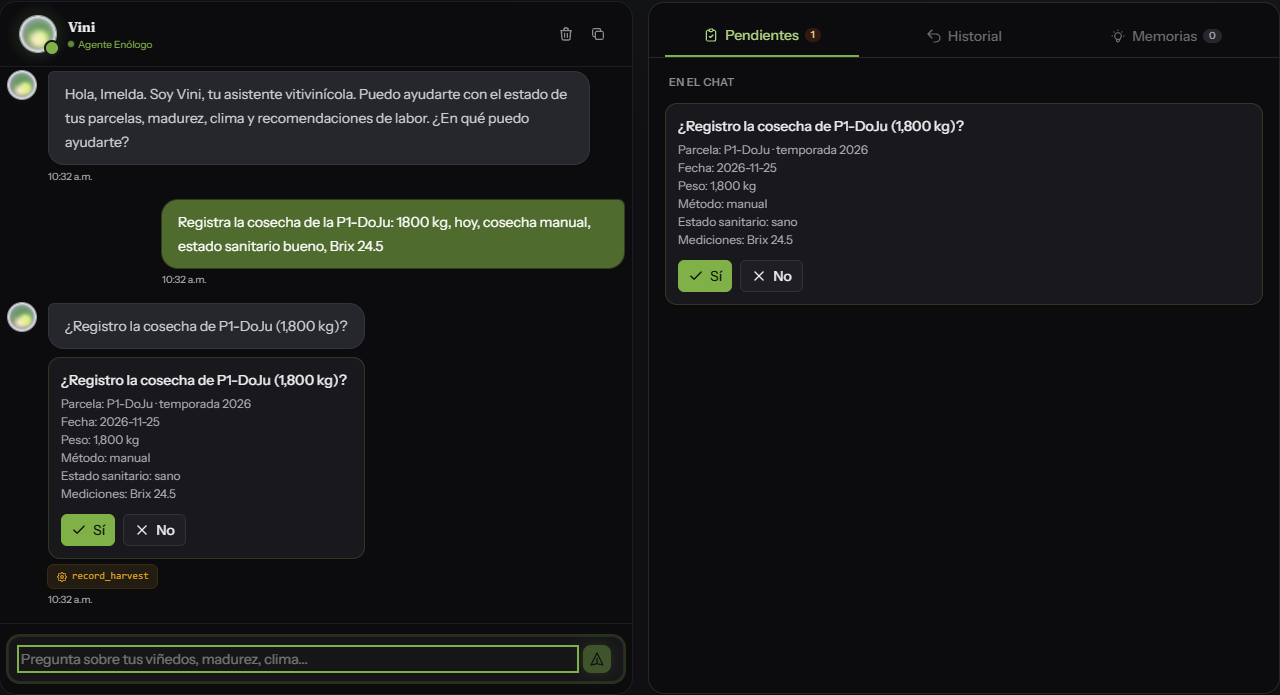 Vini
Agente Enólogo
Hola, Imelda. Soy Vini, tu asistente vitivinícola. Puedo ayudarte con el estado de
tus parcelas, madurez, clima y recomendaciones de labor. ¿En qué puedo
ayudarte?
10:32 a.m.
Registra la cosecha de la P1-DoJu: 1800 kg, hoy, cosecha manual,
estado sanitario bueno, Brix 24.5
10:32 a.m.
¿Registro la cosecha de P1-DoJu (1,800 kg)?
¿Registro la cosecha de P1-DoJu (1,800 kg)?
Parcela: P1-DoJu · temporada 2026
Fecha: 2026-11-25
Peso: 1,800 kg
Método: manual
Estado sanitario: sano
Mediciones: Brix 24.5
Sí
No
record_harvest
10:32 a.m.
Pregunta sobre tus viñedos, madurez, clima...
Pendientes 1
Historial
Memorias 0
EN EL CHAT
¿Registro la cosecha de P1-DoJu (1,800 kg)?
Parcela: P1-DoJu · temporada 2026
Fecha: 2026-11-25
Peso: 1,800 kg
Método: manual
Estado sanitario: sano
Mediciones: Brix 24.5
Sí
No